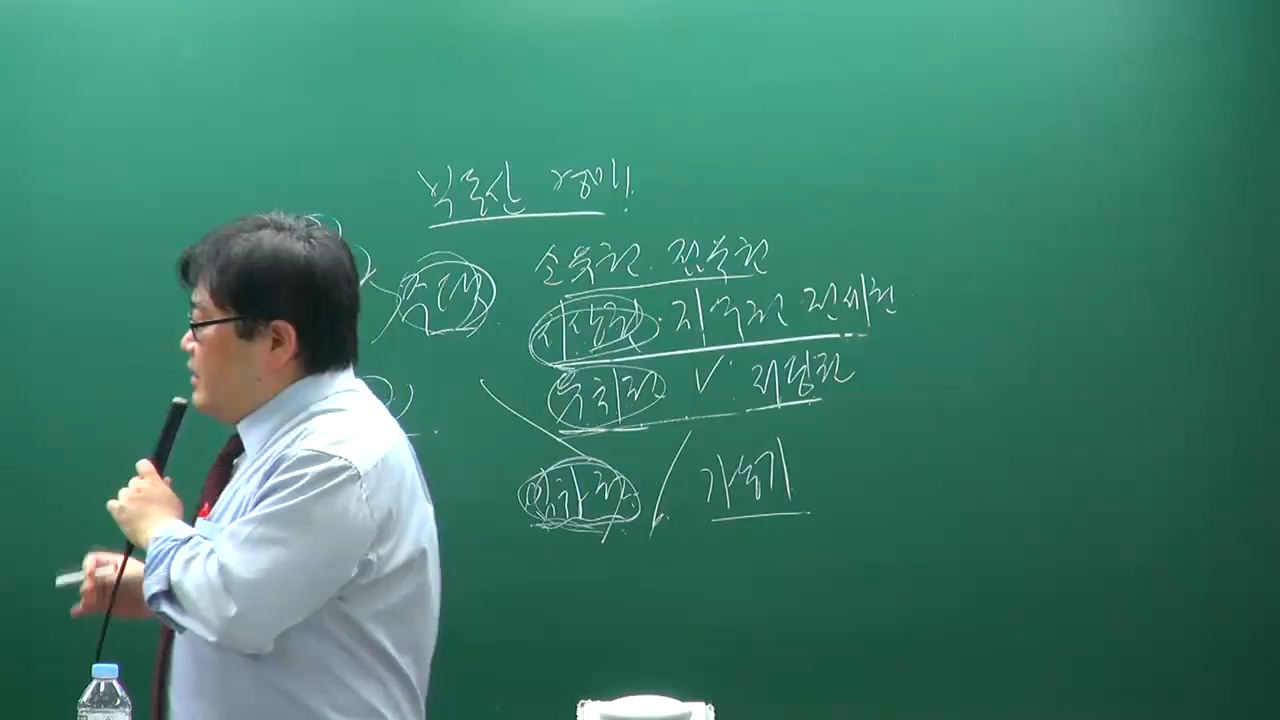 부동산 경매!
소유권. 점유권
지상권. 지역권 전세권
유치권 ✓. 저당권
가등기